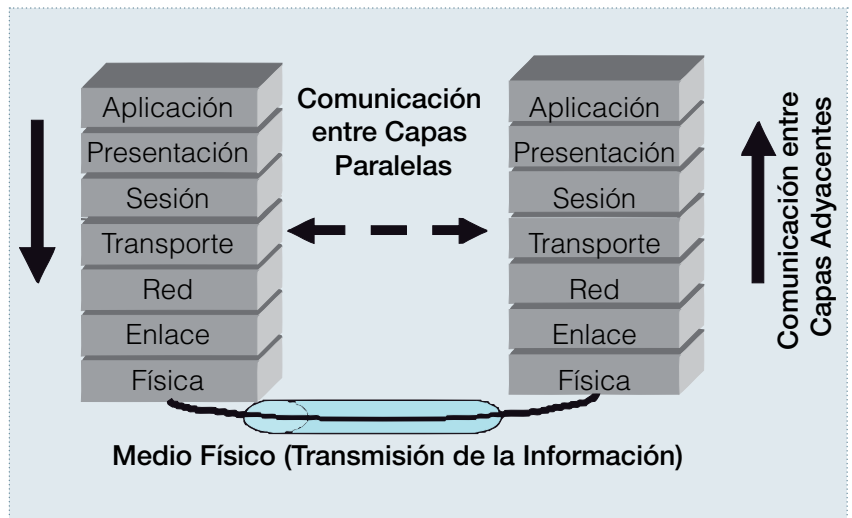 Aplicación
Presentación
Sesión
Transporte
Red
Enlace
Física
Comunicación
entre Capas
Paralelas
Aplicación
Presentación
Sesión
Transporte
Red
Enlace
Física
Comunicación entre
Capas Adyacentes
Medio Físico (Transmisión de la Información)